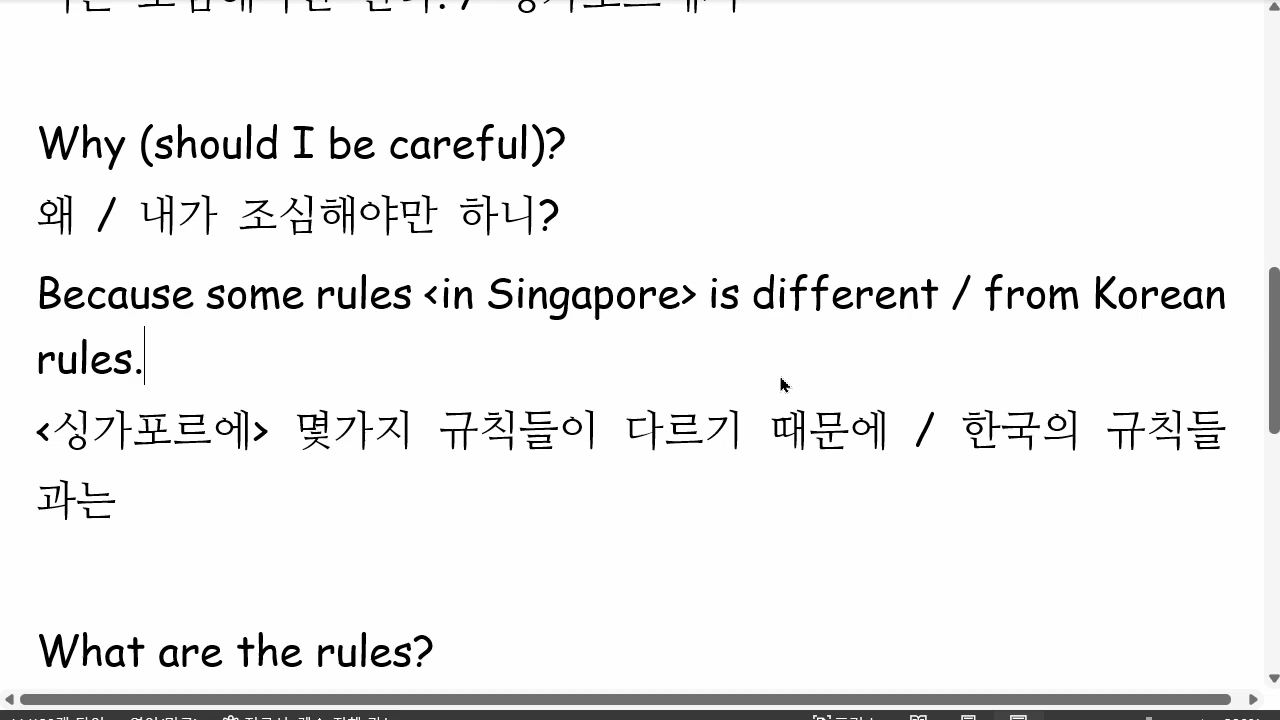 Why (should I be careful)?
왜 / 내가 조심해야만 하니?
Because some rules <in Singapore> is different / from Korean
rules.
<싱가포르에> 몇가지 규칙들이 다르기 때문에 / 한국의 규칙들
과는
What are the rules?